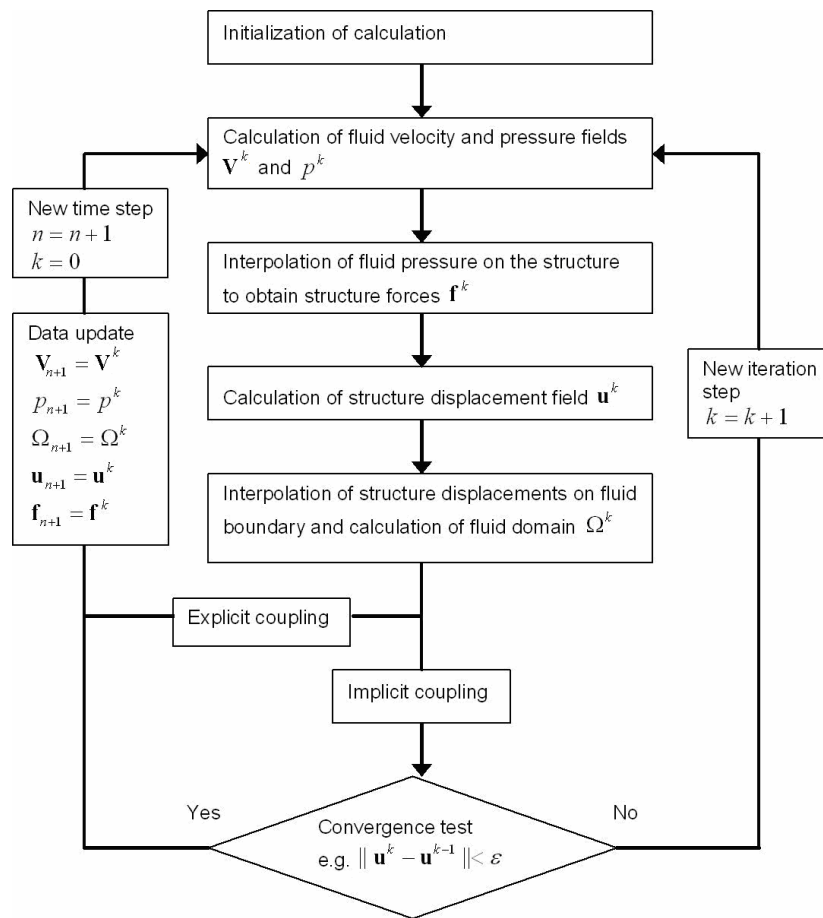 Initialization of calculation
Calculation of fluid velocity and pressure fields
V^k and p^k
New time step
n = n + 1
k = 0
Interpolation of fluid pressure on the structure
to obtain structure forces f^k
Data update
V_{n+1} = V^k
p_{n+1} = p^k
Ω_{n+1} = Ω^k
u_{n+1} = u^k
f_{n+1} = f^k
Calculation of structure displacement field u^k
New iteration
step
k = k + 1
Interpolation of structure displacements on fluid
boundary and calculation of fluid domain Ω^k
Explicit coupling
Implicit coupling
Yes
No
Convergence test
e.g. || u^k − u^{k−1} || < ε